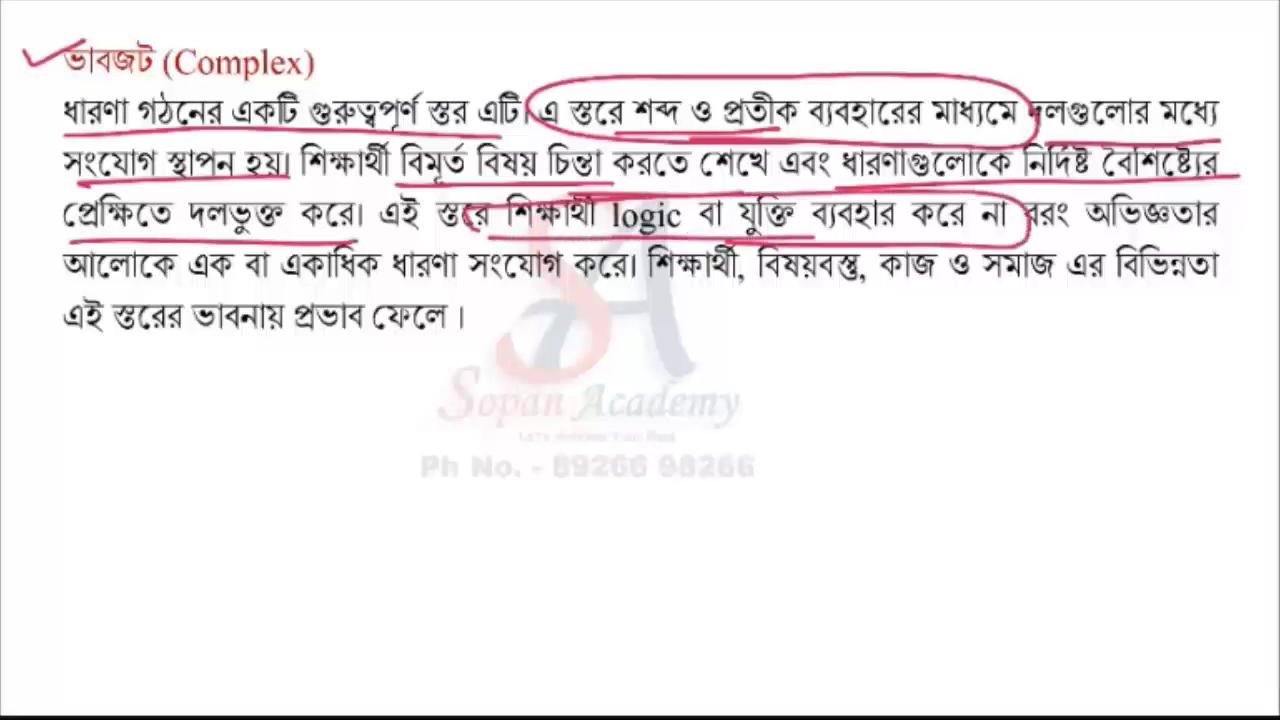 ভাবজট (Complex)
ধারণা গঠনের একটি গুরুত্বপূর্ণ স্তর এটি। এ স্তরে শব্দ ও প্রতীক ব্যবহারের মাধ্যমে দলগুলোর মধ্যে
সংযোগ স্থাপন হয়। শিক্ষার্থী বিমূর্ত বিষয় চিন্তা করতে শেখে এবং ধারণাগুলোকে নির্দিষ্ট বৈশিষ্ট্যের
প্রেক্ষিতে দলভুক্ত করে। এই স্তরে শিক্ষার্থী logic বা যুক্তি ব্যবহার করে না বরং অভিজ্ঞতার
আলোকে এক বা একাধিক ধারণা সংযোগ করে। শিক্ষার্থী, বিষয়বস্তু, কাজ ও সমাজ এর বিভিন্নতা
এই স্তরের ভাবনায় প্রভাব ফেলে।
Sopan Academy
Ph No. - 89266 98266